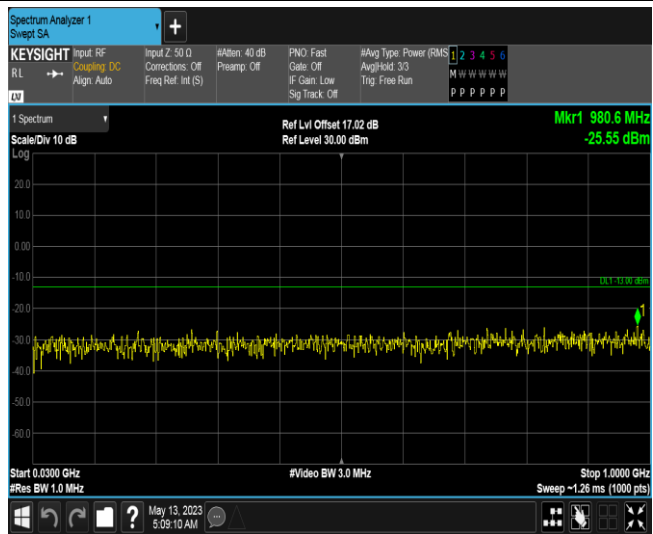 Spectrum Analyzer 1
Swept SA
+
KEYSIGHT
RL
LXI
Input: RF
Coupling: DC
Align: Auto
Input Z: 50 Ω
Corrections: Off
Freq Ref: Int (S)
#Atten: 40 dB
Preamp: Off
PNO: Fast
Gate: Off
IF Gain: Low
Sig Track: Off
#Avg Type: Power (RMS
Avg|Hold: 3/3
Trig: Free Run
1 2 3 4 5 6
M W W W W W
P P P P P P
1 Spectrum
Scale/Div 10 dB
Log
Ref Lvl Offset 17.02 dB
Ref Level 30.00 dBm
Mkr1 980.6 MHz
-25.55 dBm
20.0
10.0
0.00
-10.0
DL1 -13.00 dBm
-20.0
1
-30.0
-40.0
-50.0
-60.0
Start 0.0300 GHz
#Video BW 3.0 MHz
Stop 1.0000 GHz
#Res BW 1.0 MHz
Sweep ~1.26 ms (1000 pts)
?
May 13, 2023
5:09:10 AM